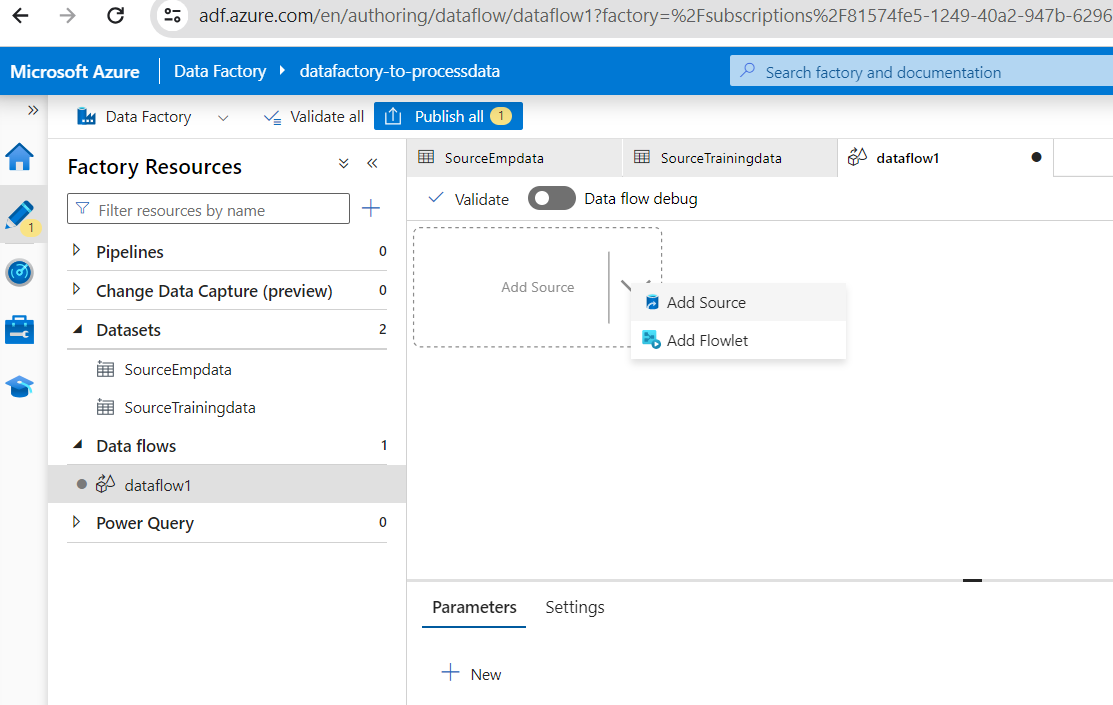 adf.azure.com/en/authoring/dataflow/dataflow1?factory=%2Fsubscriptions%2F81574fe5-1249-40a2-947b-6296
Microsoft Azure Data Factory datafactory-to-processdata Search factory and documentation
Data Factory Validate all Publish all 1
Factory Resources
Filter resources by name
1
Pipelines 0
Change Data Capture (preview) 0
Datasets 2
SourceEmpdata
SourceTrainingdata
Data flows 1
dataflow1
Power Query 0
SourceEmpdata SourceTrainingdata dataflow1
Validate Data flow debug
Add Source
Add Source
Add Flowlet
Parameters Settings
New